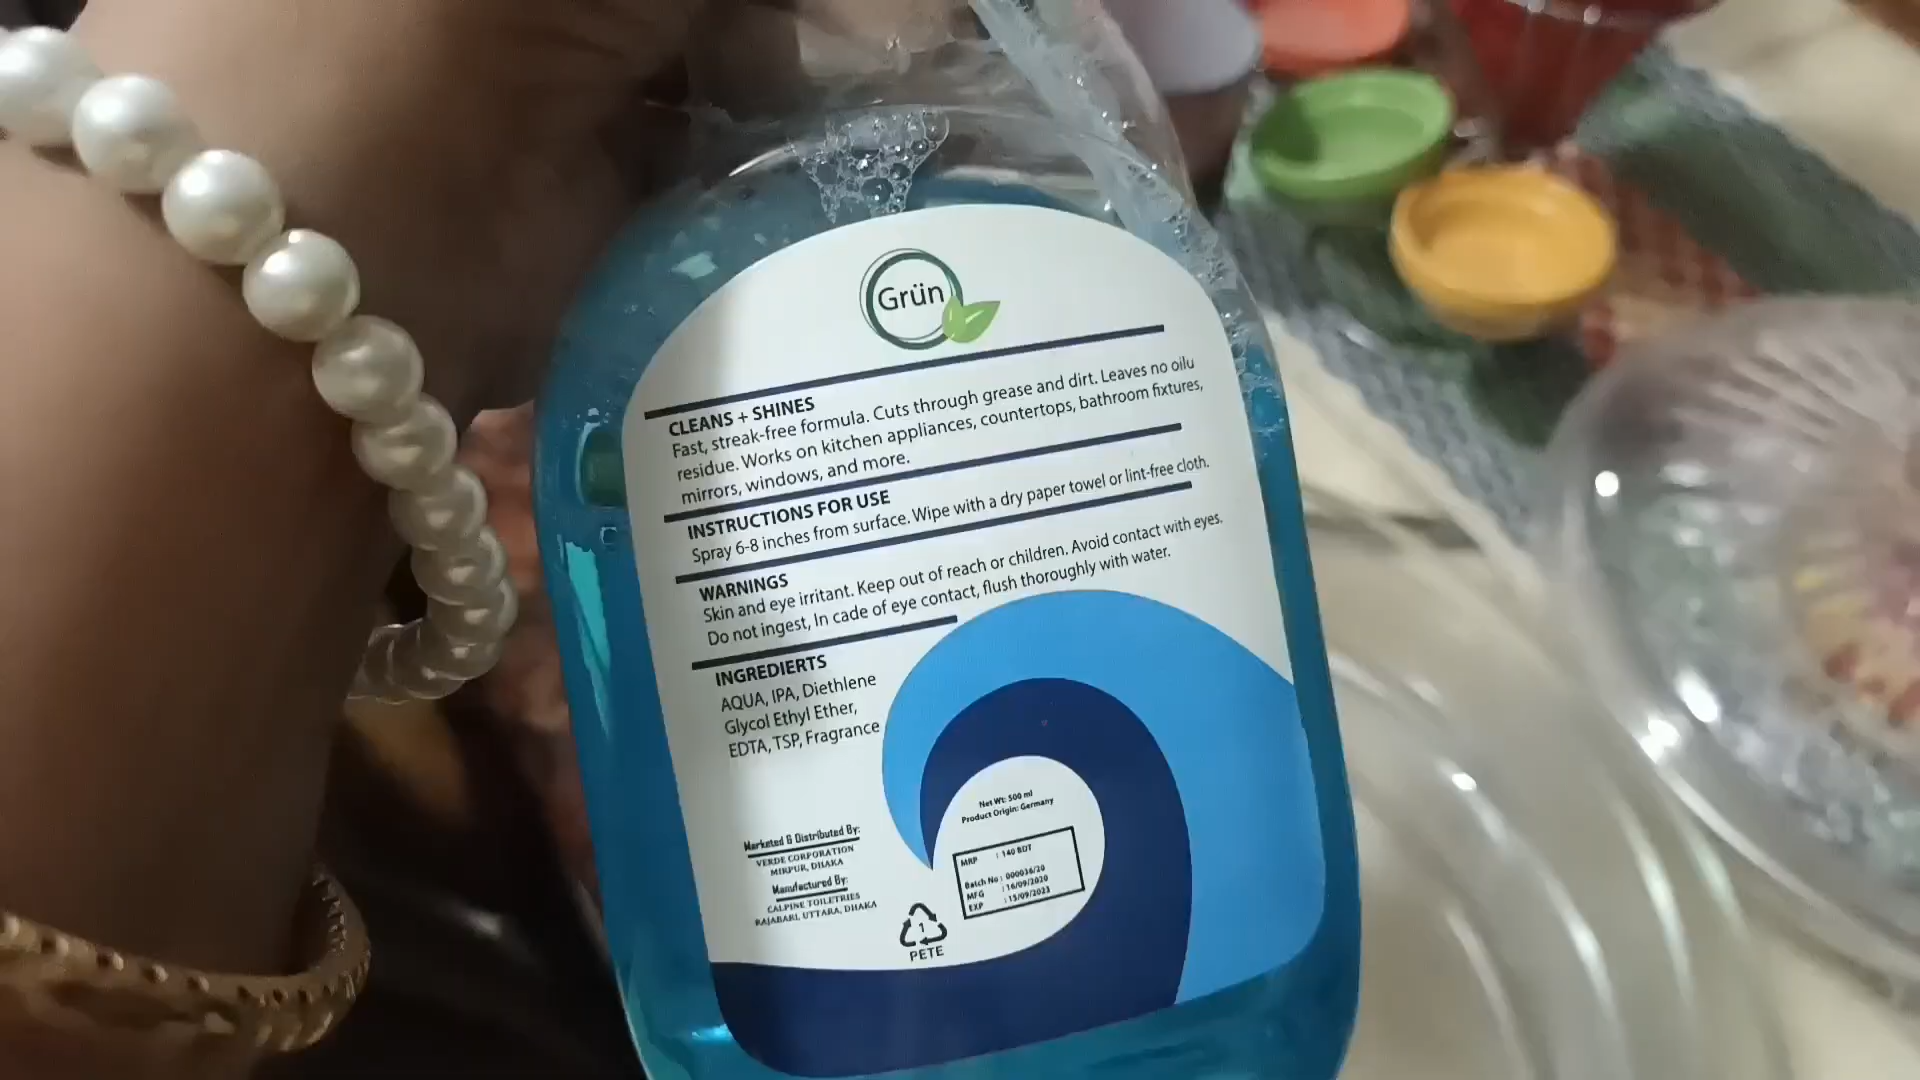 Grün
CLEANS + SHINES
Fast, streak-free formula. Cuts through grease and dirt. Leaves no oilu
residue. Works on kitchen appliances, countertops, bathroom fixtures,
mirrors, windows, and more.
INSTRUCTIONS FOR USE
Spray 6-8 inches from surface. Wipe with a dry paper towel or lint-free cloth.
WARNINGS
Skin and eye irritant. Keep out of reach or children. Avoid contact with eyes.
Do not ingest, In cade of eye contact, flush thoroughly with water.
INGREDIERTS
AQUA, IPA, Diethlene
Glycol Ethyl Ether,
EDTA, TSP, Fragrance
Marketed & Distributed By:
VERDE CORPORATION
MIRPUR, DHAKA
Manufactured By:
CALPINE TOILETRIES
RAJABARI, UTTARA, DHAKA
1
PETE
Net Wt: 500 ml
Product Origin: Germany
MRP : 140 BDT
Batch No : 000036/20
MFG : 16/09/2020
EXP : 15/09/2023